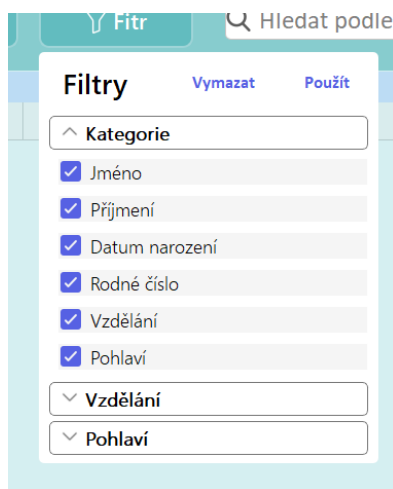 Fitr
Hledat podle
Filtry Vymazat Použít
Kategorie
Jméno
Příjmení
Datum narození
Rodné číslo
Vzdělání
Pohlaví
Vzdělání
Pohlaví